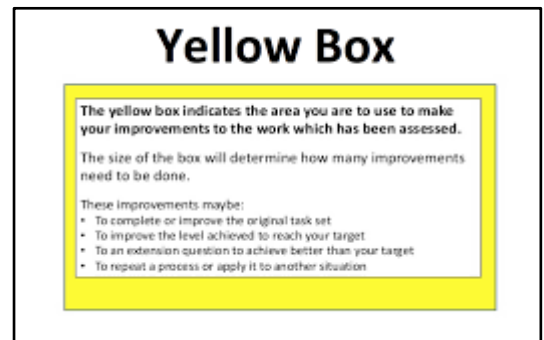 Yellow Box
The yellow box indicates the area you are to use to make
your improvements to the work which has been assessed.
The size of the box will determine how many improvements
need to be done.
These improvements maybe:
• To complete or improve the original task set
• To improve the level achieved to reach your target
• To an extension question to achieve better than your target
• To repeat a process or apply it to another situation